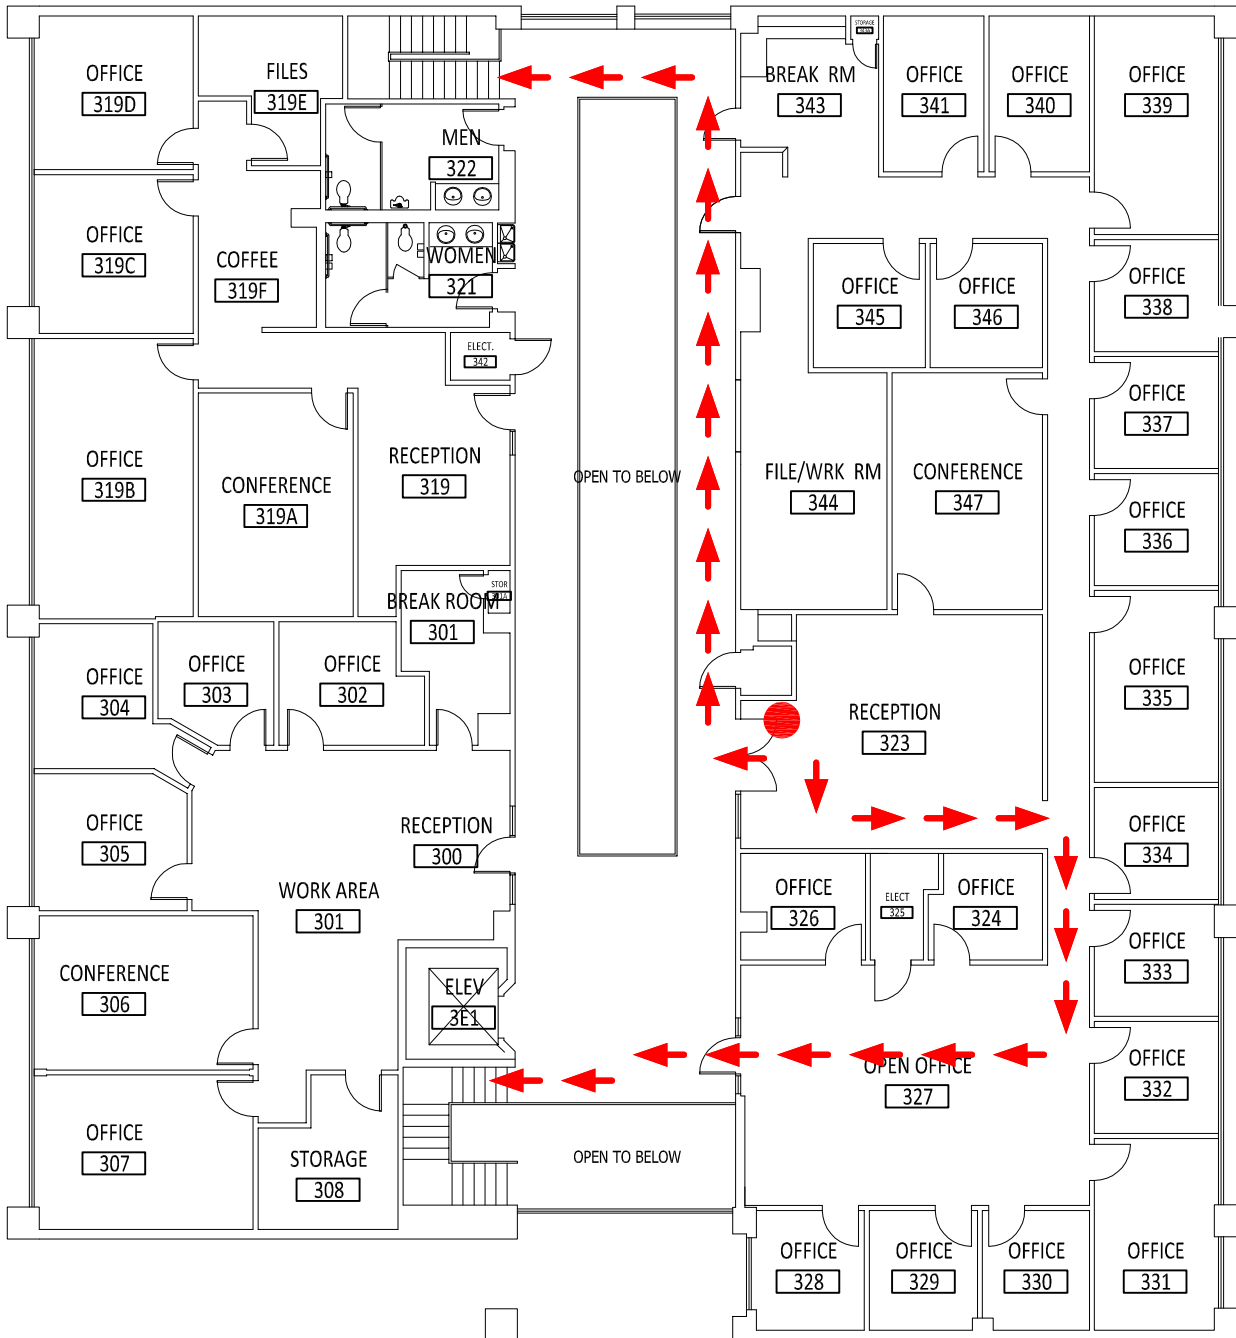 OFFICE
319D
FILES
319E
OFFICE
319C
COFFEE
319F
MEN
322
WOMEN
321
ELECT.
342
OFFICE
319B
CONFERENCE
319A
RECEPTION
319
STOR
BREAK ROOM
301
OFFICE
304
OFFICE
303
OFFICE
302
OFFICE
305
RECEPTION
300
WORK AREA
301
CONFERENCE
306
ELEV
3E1
OFFICE
307
STORAGE
308
OPEN TO BELOW
OPEN TO BELOW
STORAGE
BREAK RM
343
OFFICE
341
OFFICE
340
OFFICE
339
OFFICE
345
OFFICE
346
OFFICE
338
OFFICE
337
FILE/WRK RM
344
CONFERENCE
347
OFFICE
336
OFFICE
335
RECEPTION
323
OFFICE
334
OFFICE
326
ELECT
325
OFFICE
324
OFFICE
333
OPEN OFFICE
327
OFFICE
332
OFFICE
328
OFFICE
329
OFFICE
330
OFFICE
331